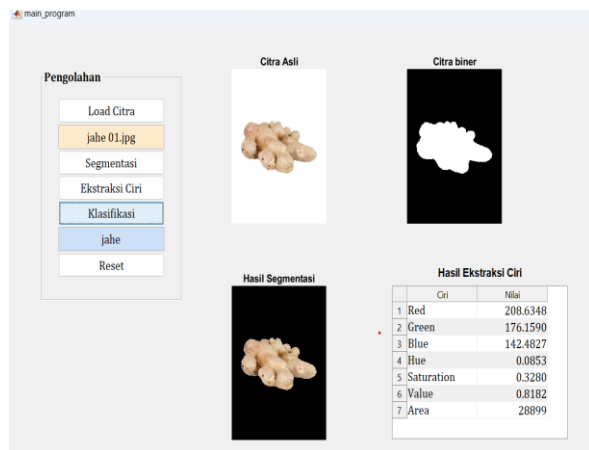 main_program
Pengolahan
Load Citra
jahe 01.jpg
Segmentasi
Ekstraksi Ciri
Klasifikasi
jahe
Reset
Citra Asli
Citra biner
Hasil Segmentasi
Hasil Ekstraksi Ciri
Ciri Nilai
1 Red 208.6348
2 Green 176.1590
3 Blue 142.4827
4 Hue 0.0853
5 Saturation 0.3280
6 Value 0.8182
7 Area 28899